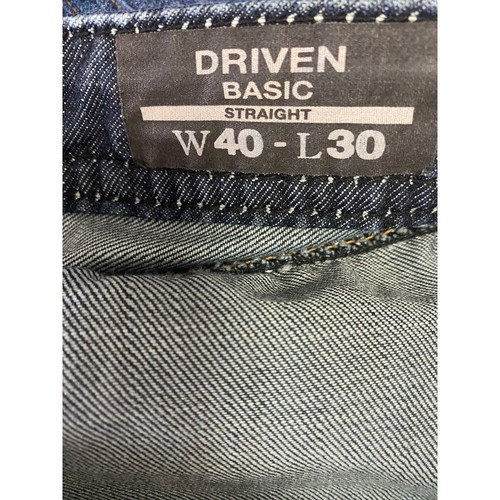 DRIVEN
BASIC
STRAIGHT
W40 - L30